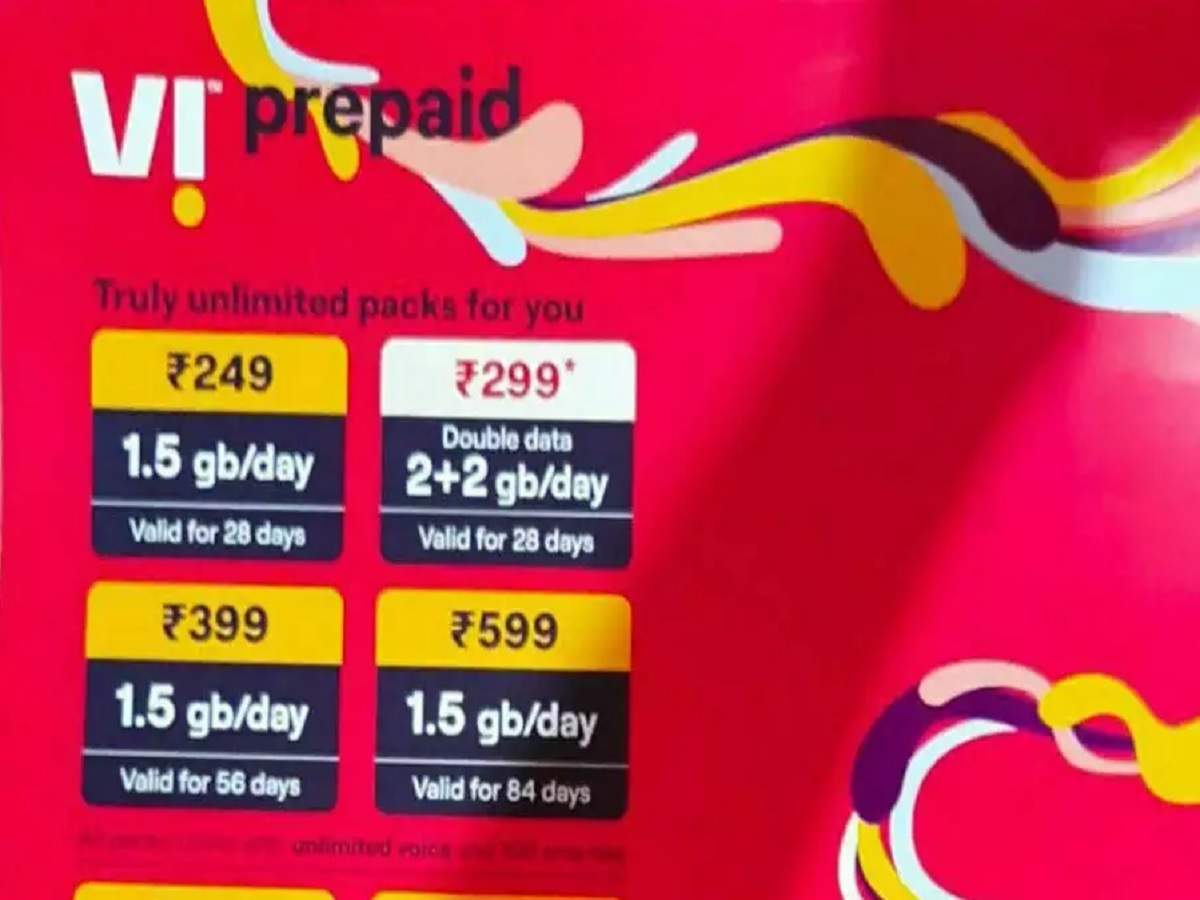 Vi™ prepaid
Truly unlimited packs for you
₹249
1.5 gb/day
Valid for 28 days
₹299*
Double data
2+2 gb/day
Valid for 28 days
₹399
1.5 gb/day
Valid for 56 days
₹599
1.5 gb/day
Valid for 84 days
unlimited voice